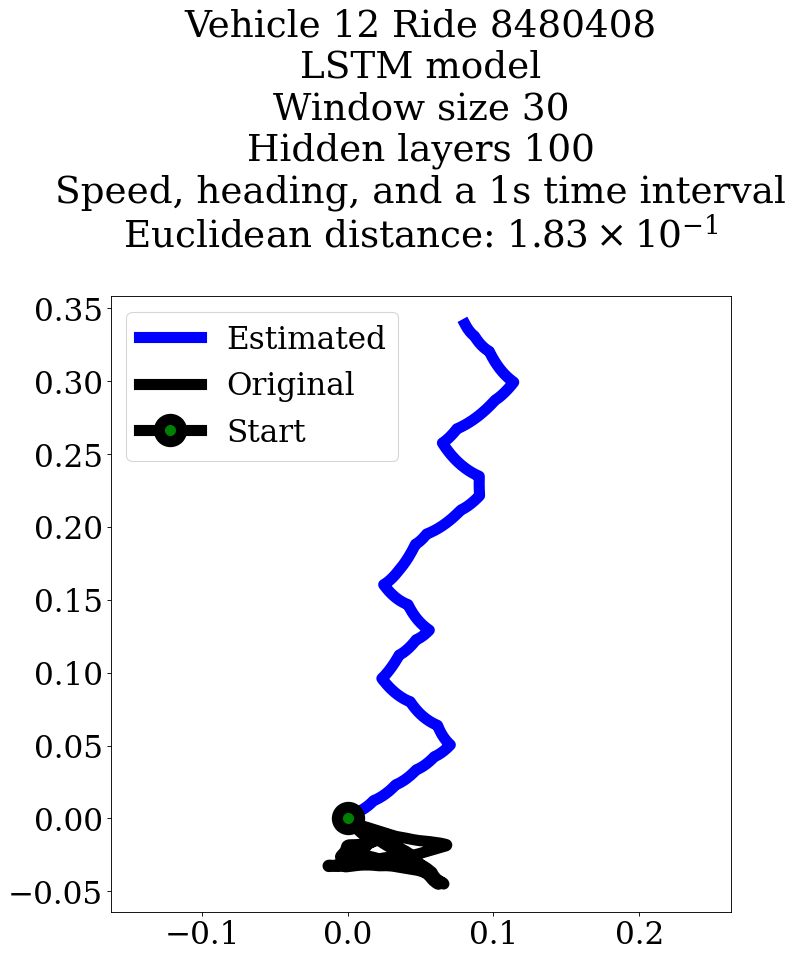 Vehicle 12 Ride 8480408
LSTM model
Window size 30
Hidden layers 100
Speed, heading, and a 1s time interval
Euclidean distance: 1.83 × 10⁻¹
0.35
0.30
0.25
0.20
0.15
0.10
0.05
0.00
−0.05
Estimated
Original
Start
−0.1 0.0 0.1 0.2